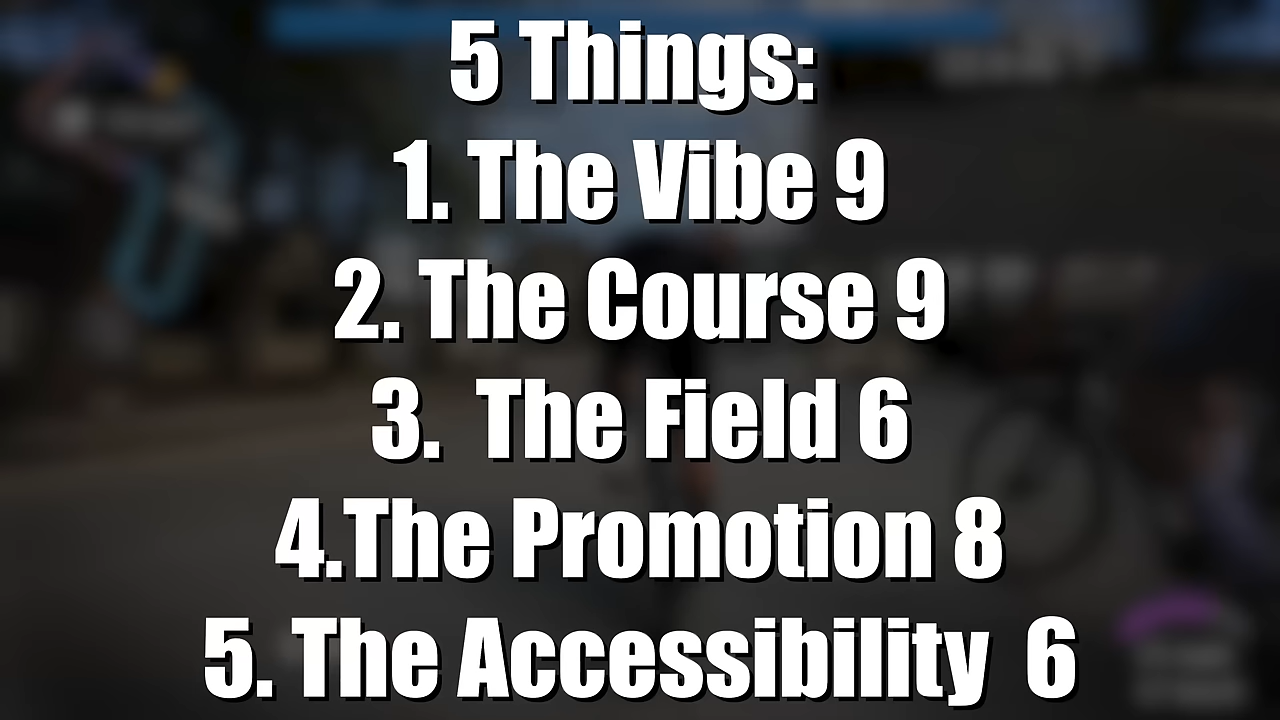 5 Things:
1. The Vibe 9
2. The Course 9
3.  The Field 6
4.The Promotion 8
5. The Accessibility  6